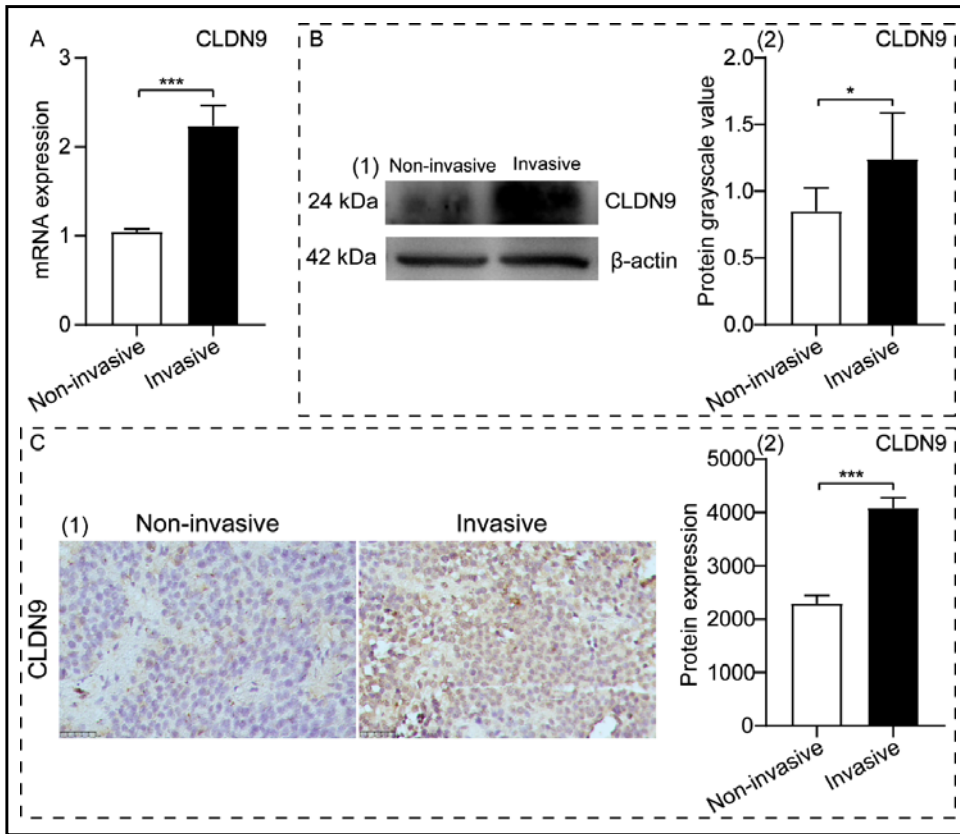 A
CLDN9
mRNA expression
3
2
1
0
***
Non-invasive
Invasive
B
(1)
Non-invasive
Invasive
24 kDa
CLDN9
42 kDa
β-actin
(2)
CLDN9
Protein grayscale value
2.0
1.5
1.0
0.5
0.0
*
Non-invasive
Invasive
C
(1)
Non-invasive
Invasive
CLDN9
(2)
CLDN9
Protein expression
5000
4000
3000
2000
1000
0
***
Non-invasive
Invasive